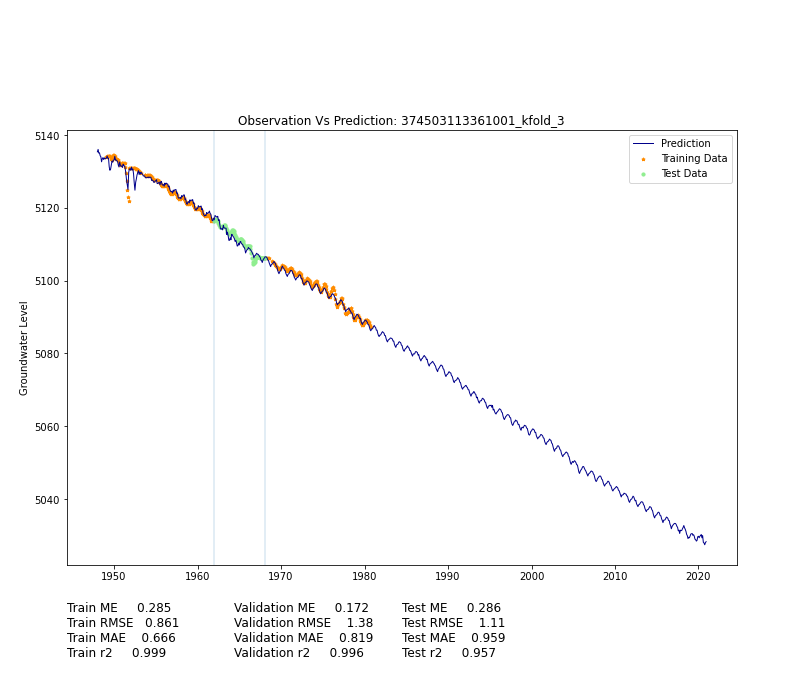 Observation Vs Prediction: 374503113361001_kfold_3
Prediction
Training Data
Test Data
Groundwater Level
5140
5120
5100
5080
5060
5040
1950 1960 1970 1980 1990 2000 2010 2020
Train ME 0.285 Validation ME 0.172 Test ME 0.286
Train RMSE 0.861 Validation RMSE 1.38 Test RMSE 1.11
Train MAE 0.666 Validation MAE 0.819 Test MAE 0.959
Train r2 0.999 Validation r2 0.996 Test r2 0.957